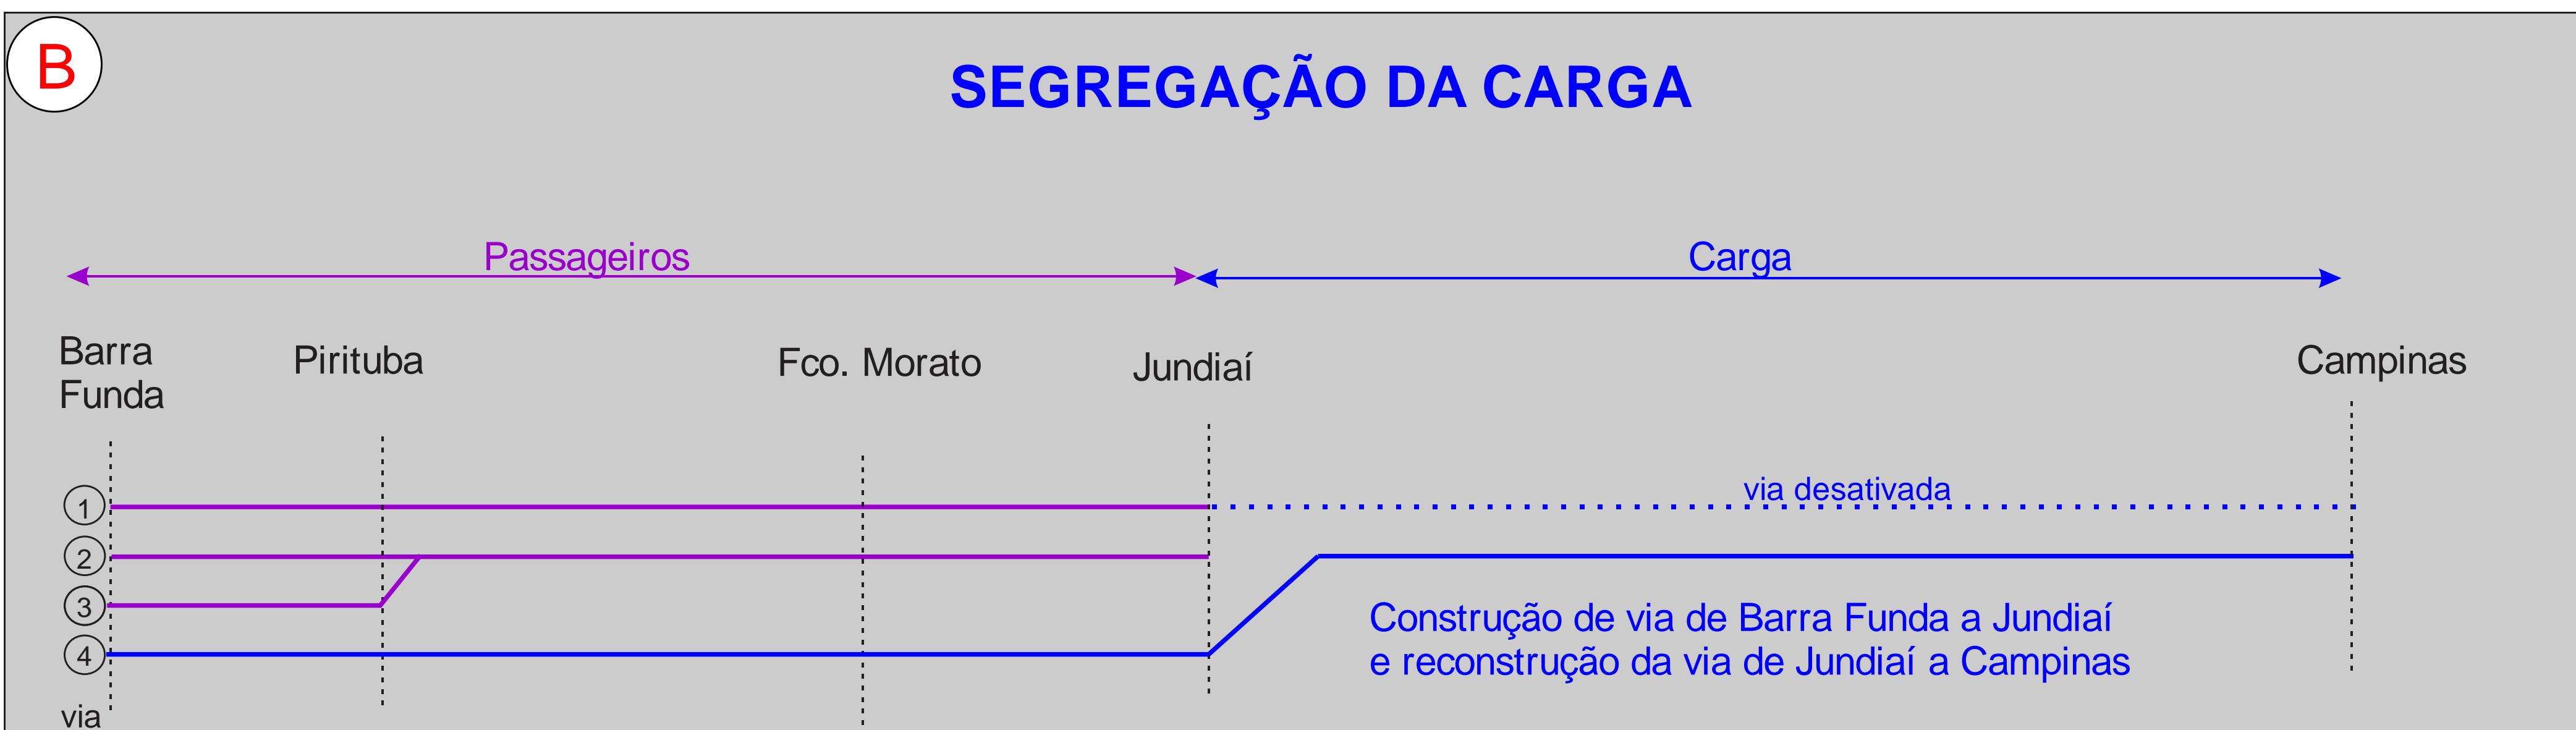 B
SEGREGAÇÃO DA CARGA
Passageiros
Carga
Barra
Funda
Pirituba
Fco. Morato
Jundiaí
Campinas
1
via desativada
2
3
Construção de via de Barra Funda a Jundiaí
4
e reconstrução da via de Jundiaí a Campinas
via